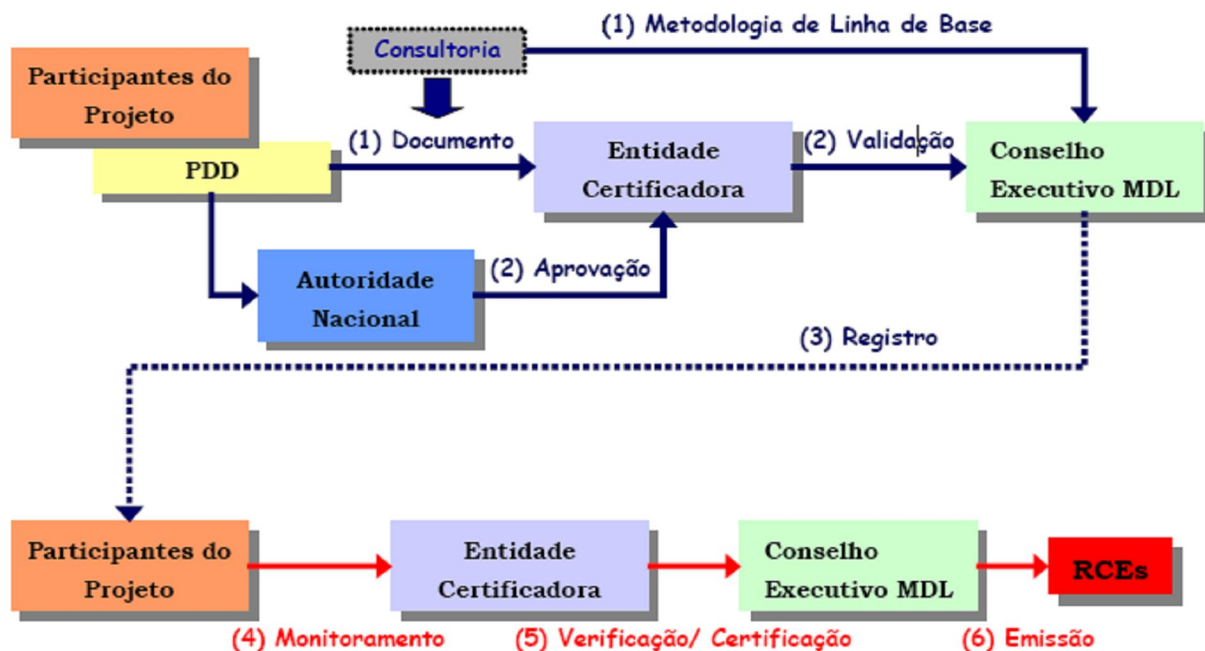 (1) Metodologia de Linha de Base
Consultoria
Participantes do
Projeto
(1) Documento
PDD
Entidade
Certificadora
(2) Validação
Conselho
Executivo MDL
Autoridade
Nacional
(2) Aprovação
(3) Registro
Participantes do
Projeto
Entidade
Certificadora
Conselho
Executivo MDL
RCEs
(4) Monitoramento
(5) Verificação/ Certificação
(6) Emissão